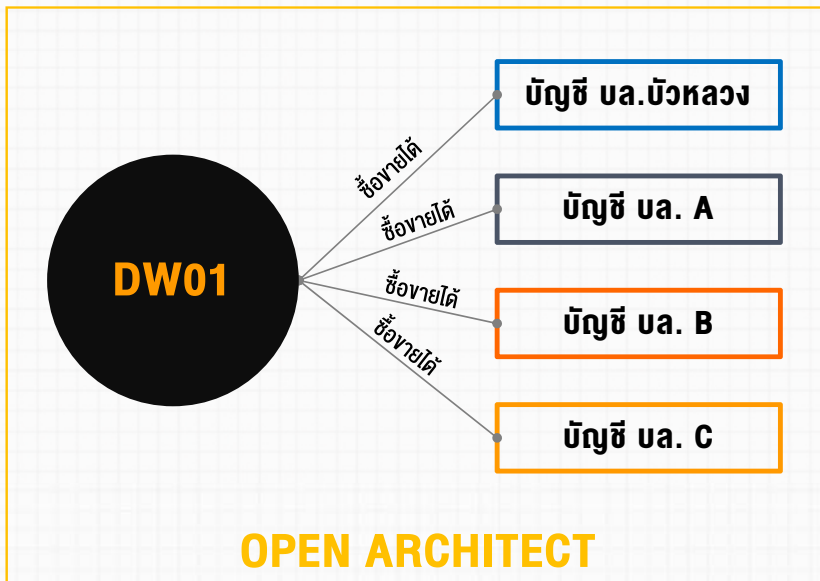 บัญชี บล.บัวหลวง
ซื้อขายได้
บัญชี บล. A
ซื้อขายได้
DW01
ซื้อขายได้
บัญชี บล. B
ซื้อขายได้
บัญชี บล. C
OPEN ARCHITECT